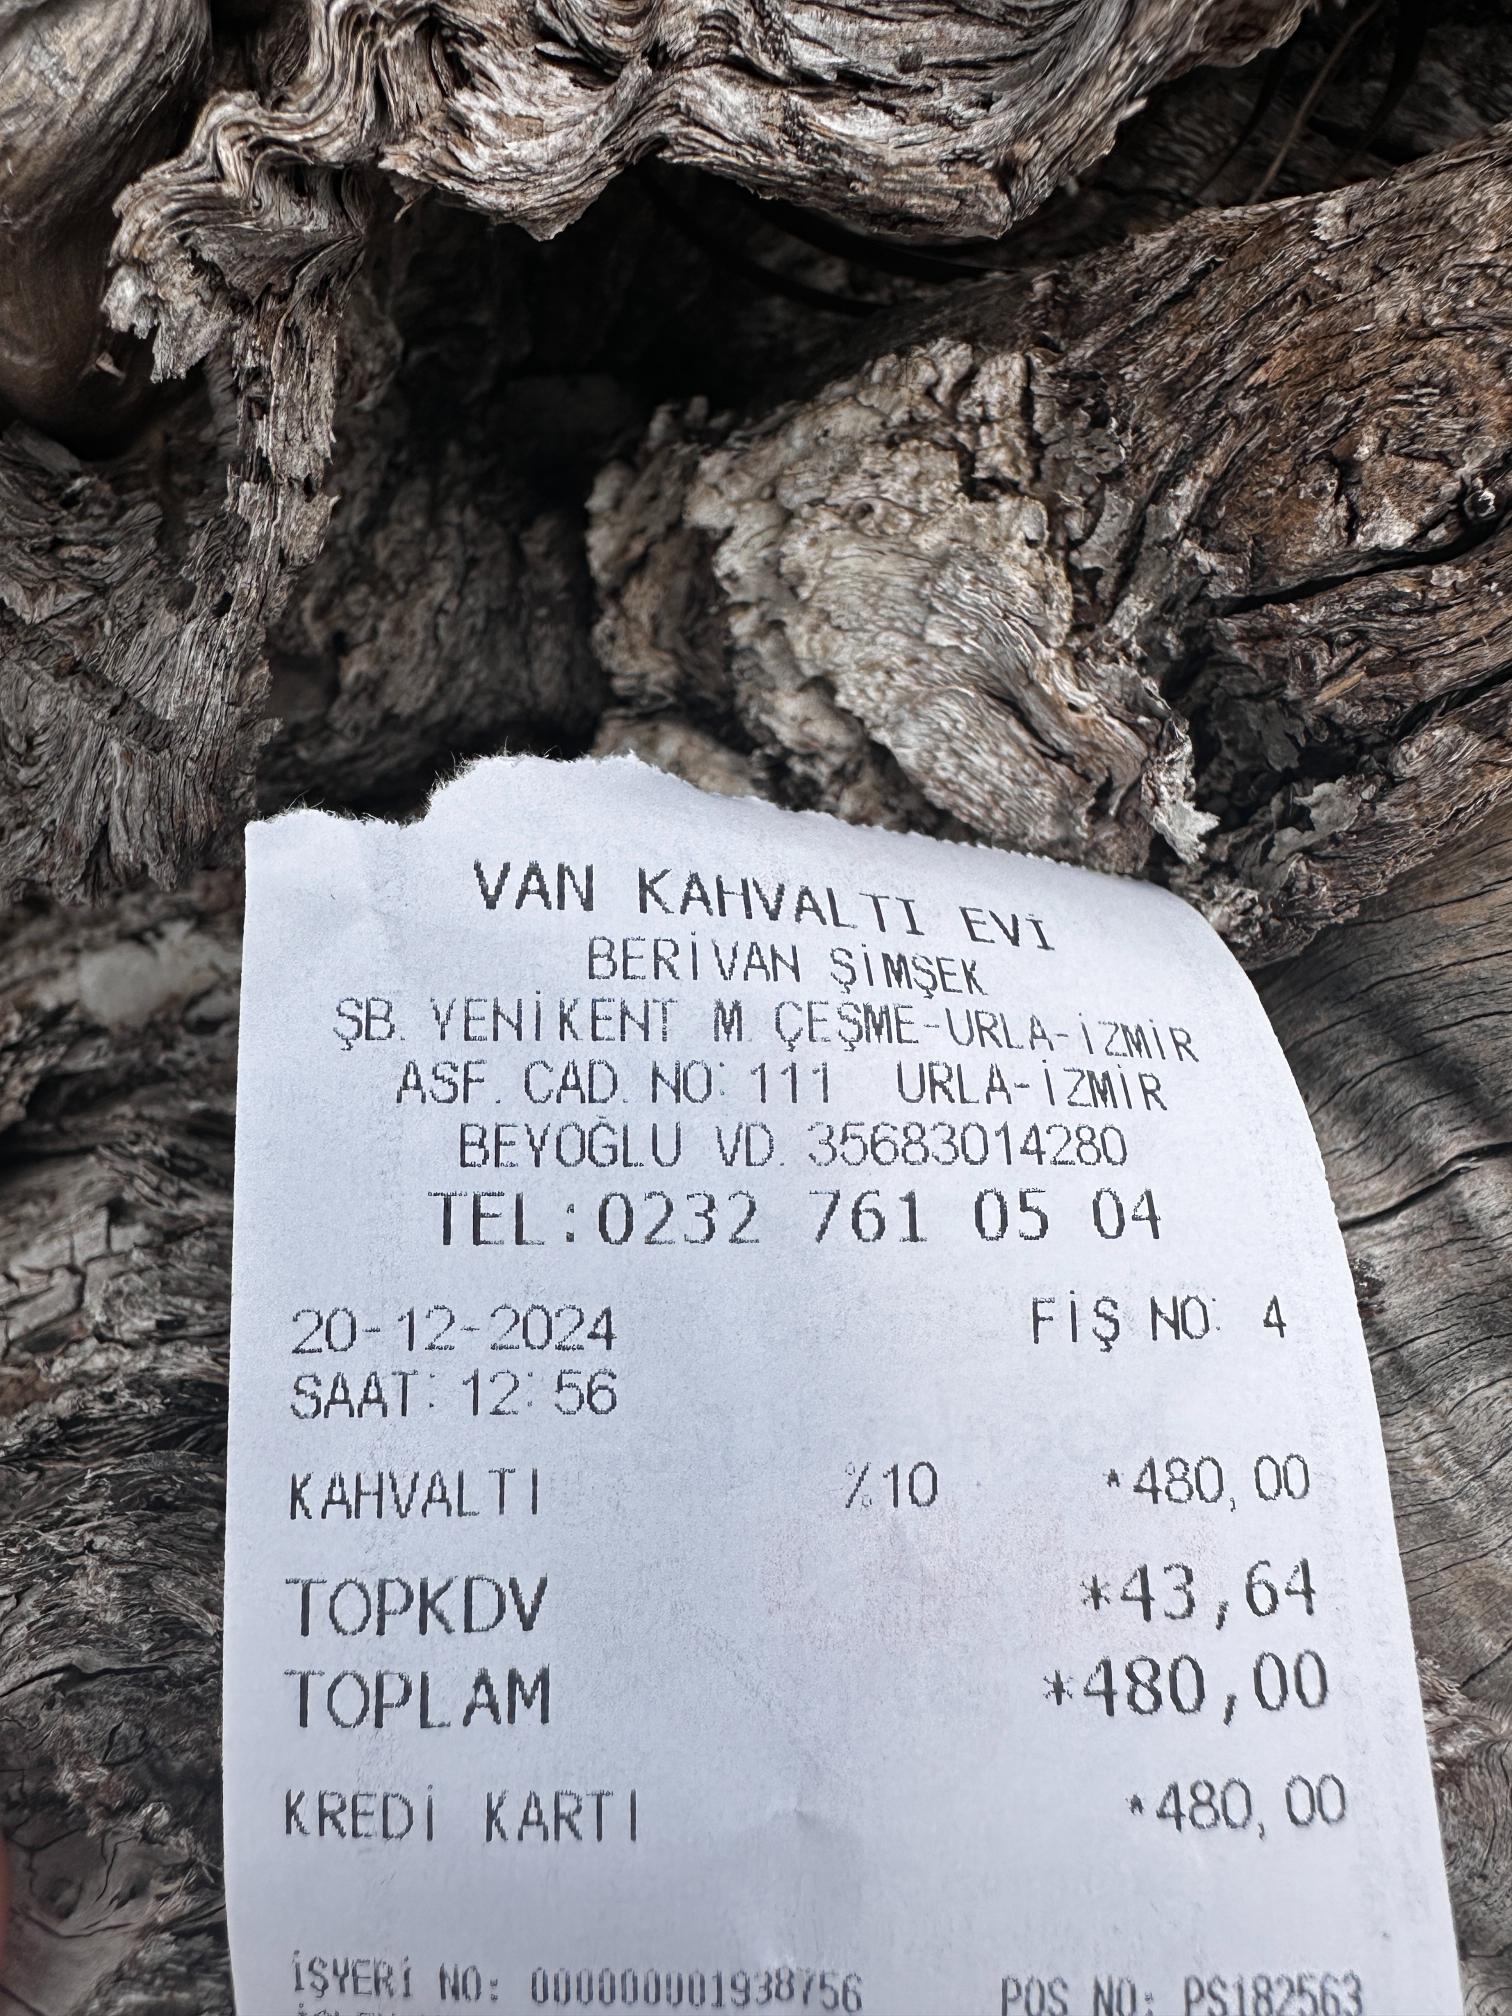 VAN KAHVALTI EVİ
BERİVAN ŞİMŞEK
ŞB. YENİKENT M. ÇEŞME-URLA-İZMİR
ASF. CAD. NO: 111 URLA-İZMİR
BEYOĞLU VD. 35683014280
TEL:0232 761 05 04
20-12-2024 FİŞ NO: 4
SAAT: 12:56
KAHVALTI %10 *480,00
TOPKDV *43,64
TOPLAM *480,00
KREDİ KARTI *480,00
İŞYERİ NO: 000000001938756 POS NO: PS182563